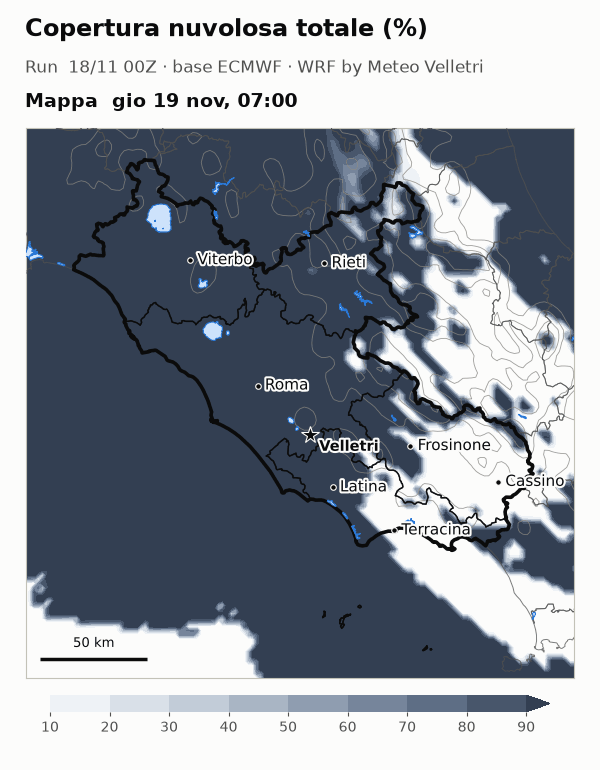 Copertura nuvolosa totale (%)
Run 18/11 00Z · base ECMWF · WRF by Meteo Velletri
Mappa gio 19 nov, 07:00
Viterbo
Rieti
Roma
Velletri
Frosinone
Latina
Cassino
Terracina
50 km
10 20 30 40 50 60 70 80 90